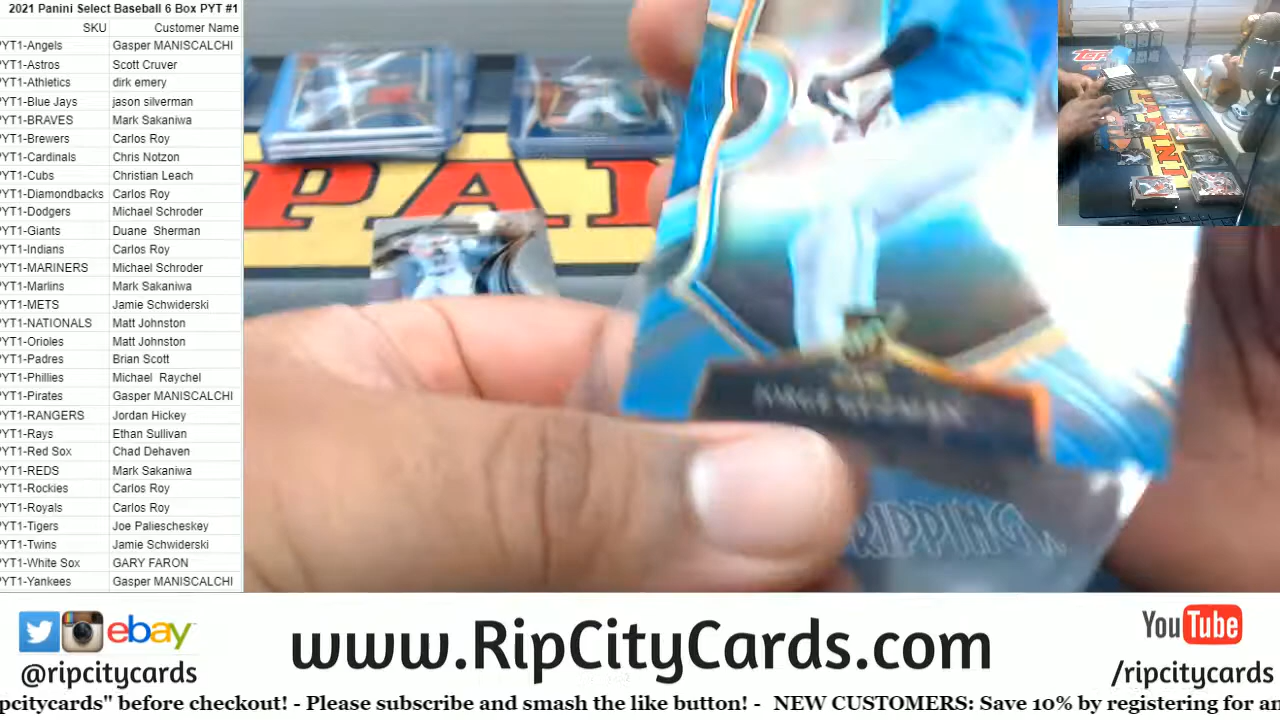 2021 Panini Select Baseball 6 Box PYT #1
SKU Customer Name
PYT1-Angels Gasper MANISCALCHI
PYT1-Astros Scott Cruver
PYT1-Athletics dirk emery
PYT1-Blue Jays jason silverman
PYT1-BRAVES Mark Sakaniwa
PYT1-Brewers Carlos Roy
PYT1-Cardinals Chris Notzon
PYT1-Cubs Christian Leach
PYT1-Diamondbacks Carlos Roy
PYT1-Dodgers Michael Schroder
PYT1-Giants Duane Sherman
PYT1-Indians Carlos Roy
PYT1-MARINERS Michael Schroder
PYT1-Marlins Mark Sakaniwa
PYT1-METS Jamie Schwiderski
PYT1-NATIONALS Matt Johnston
PYT1-Orioles Matt Johnston
PYT1-Padres Brian Scott
PYT1-Phillies Michael Raychel
PYT1-Pirates Gasper MANISCALCHI
PYT1-RANGERS Jordan Hickey
PYT1-Rays Ethan Sullivan
PYT1-Red Sox Chad Dehaven
PYT1-REDS Mark Sakaniwa
PYT1-Rockies Carlos Roy
PYT1-Royals Carlos Roy
PYT1-Tigers Joe Paliescheskey
PYT1-Twins Jamie Schwiderski
PYT1-White Sox GARY FARON
PYT1-Yankees Gasper MANISCALCHI
PANI
RIPPING
Topps
PANINI
ebay
@ripcitycards
www.RipCityCards.com
YouTube
/ripcitycards
pcitycards" before checkout! - Please subscribe and smash the like button! - NEW CUSTOMERS: Save 10% by registering for an